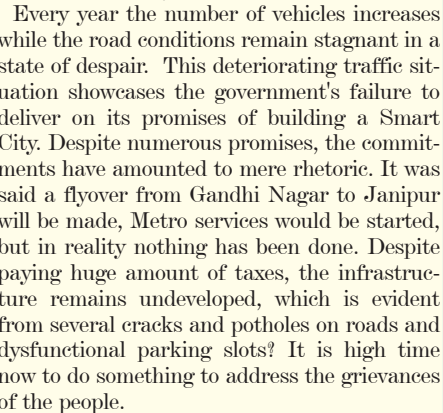 Every year the number of vehicles increases
while the road conditions remain stagnant in a
state of despair. This deteriorating traffic sit-
uation showcases the government's failure to
deliver on its promises of building a Smart
City. Despite numerous promises, the commit-
ments have amounted to mere rhetoric. It was
said a flyover from Gandhi Nagar to Janipur
will be made, Metro services would be started,
but in reality nothing has been done. Despite
paying huge amount of taxes, the infrastruc-
ture remains undeveloped, which is evident
from several cracks and potholes on roads and
dysfunctional parking slots? It is high time
now to do something to address the grievances
of the people.